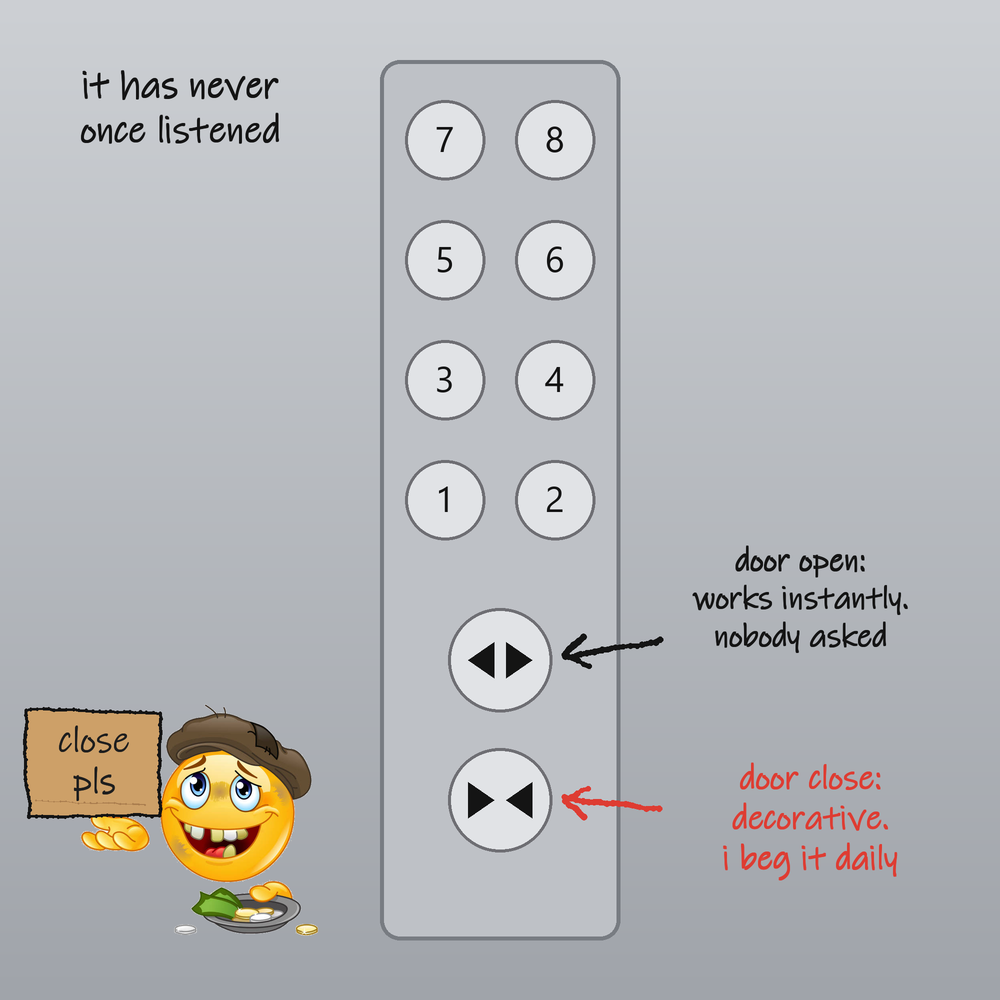 it has never
once listened
7 8
5 6
3 4
1 2
door open:
works instantly.
nobody asked
close
pls
door close:
decorative.
i beg it daily